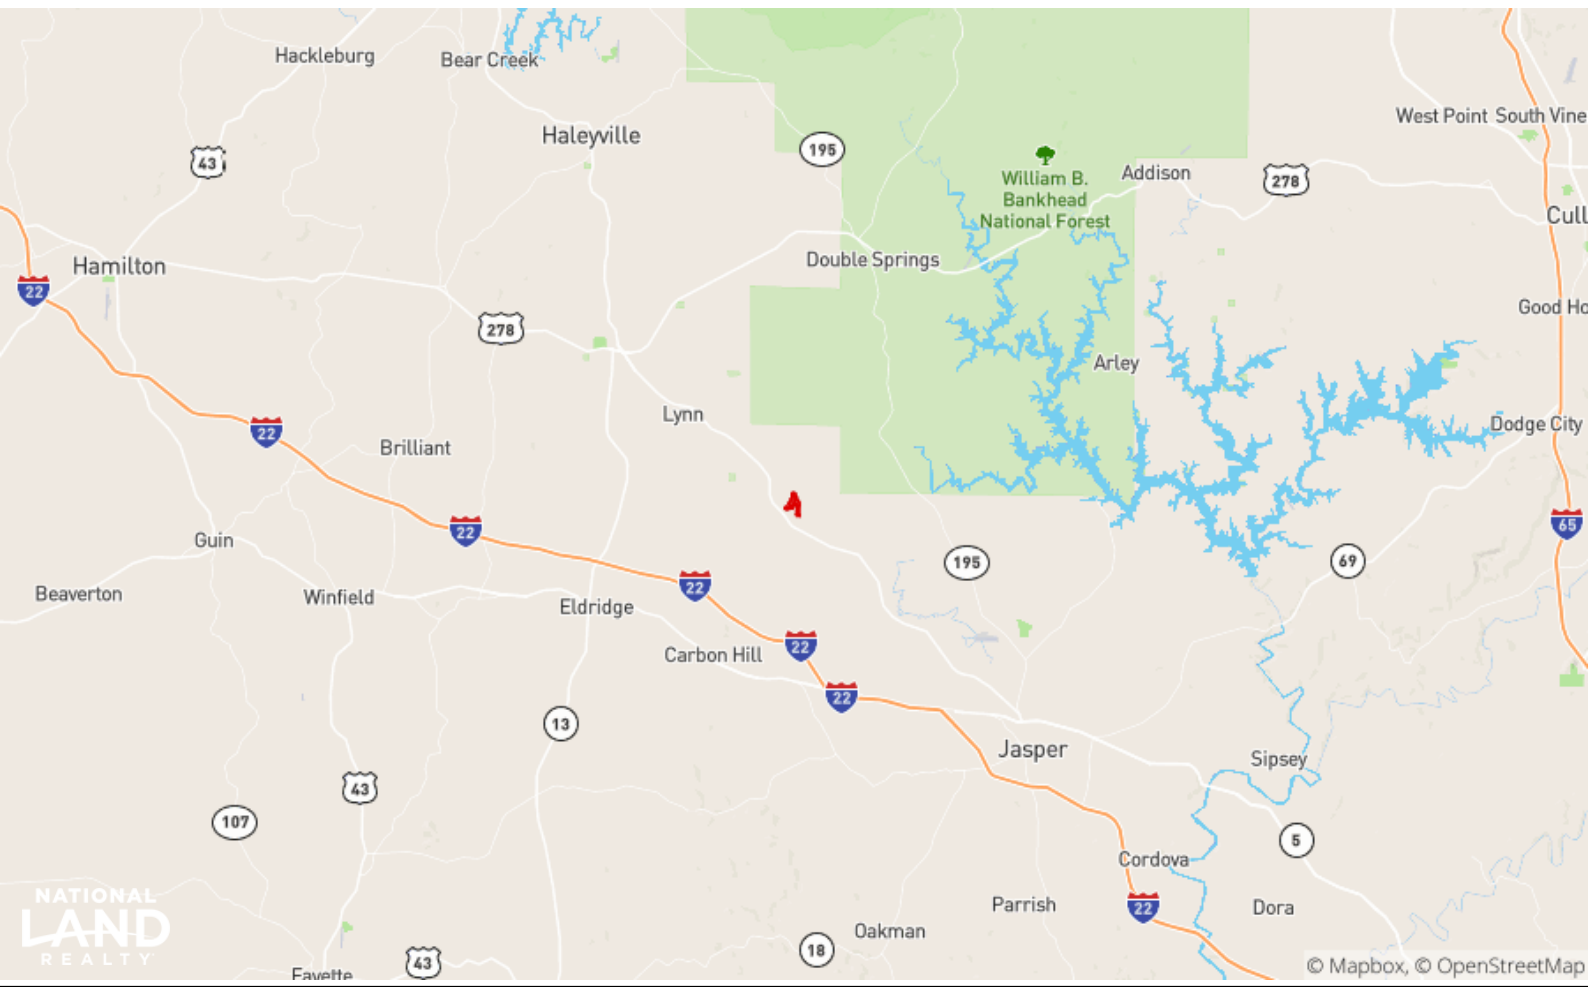 Hackleburg
Bear Creek
West Point
South Vine
Haleyville
195
43
William B.
Bankhead
National Forest
Addison
278
Cull
Hamilton
Double Springs
22
Good Ho
278
Arley
Lynn
22
Brilliant
Dodge City
22
65
Guin
195
69
22
Beaverton
Winfield
Eldridge
22
Carbon Hill
22
13
Jasper
Sipsey
43
107
5
Cordova
NATIONAL
LAND
REALTY
Parrish
22
Dora
Oakman
18
43
Fayette
© Mapbox, © OpenStreetMap